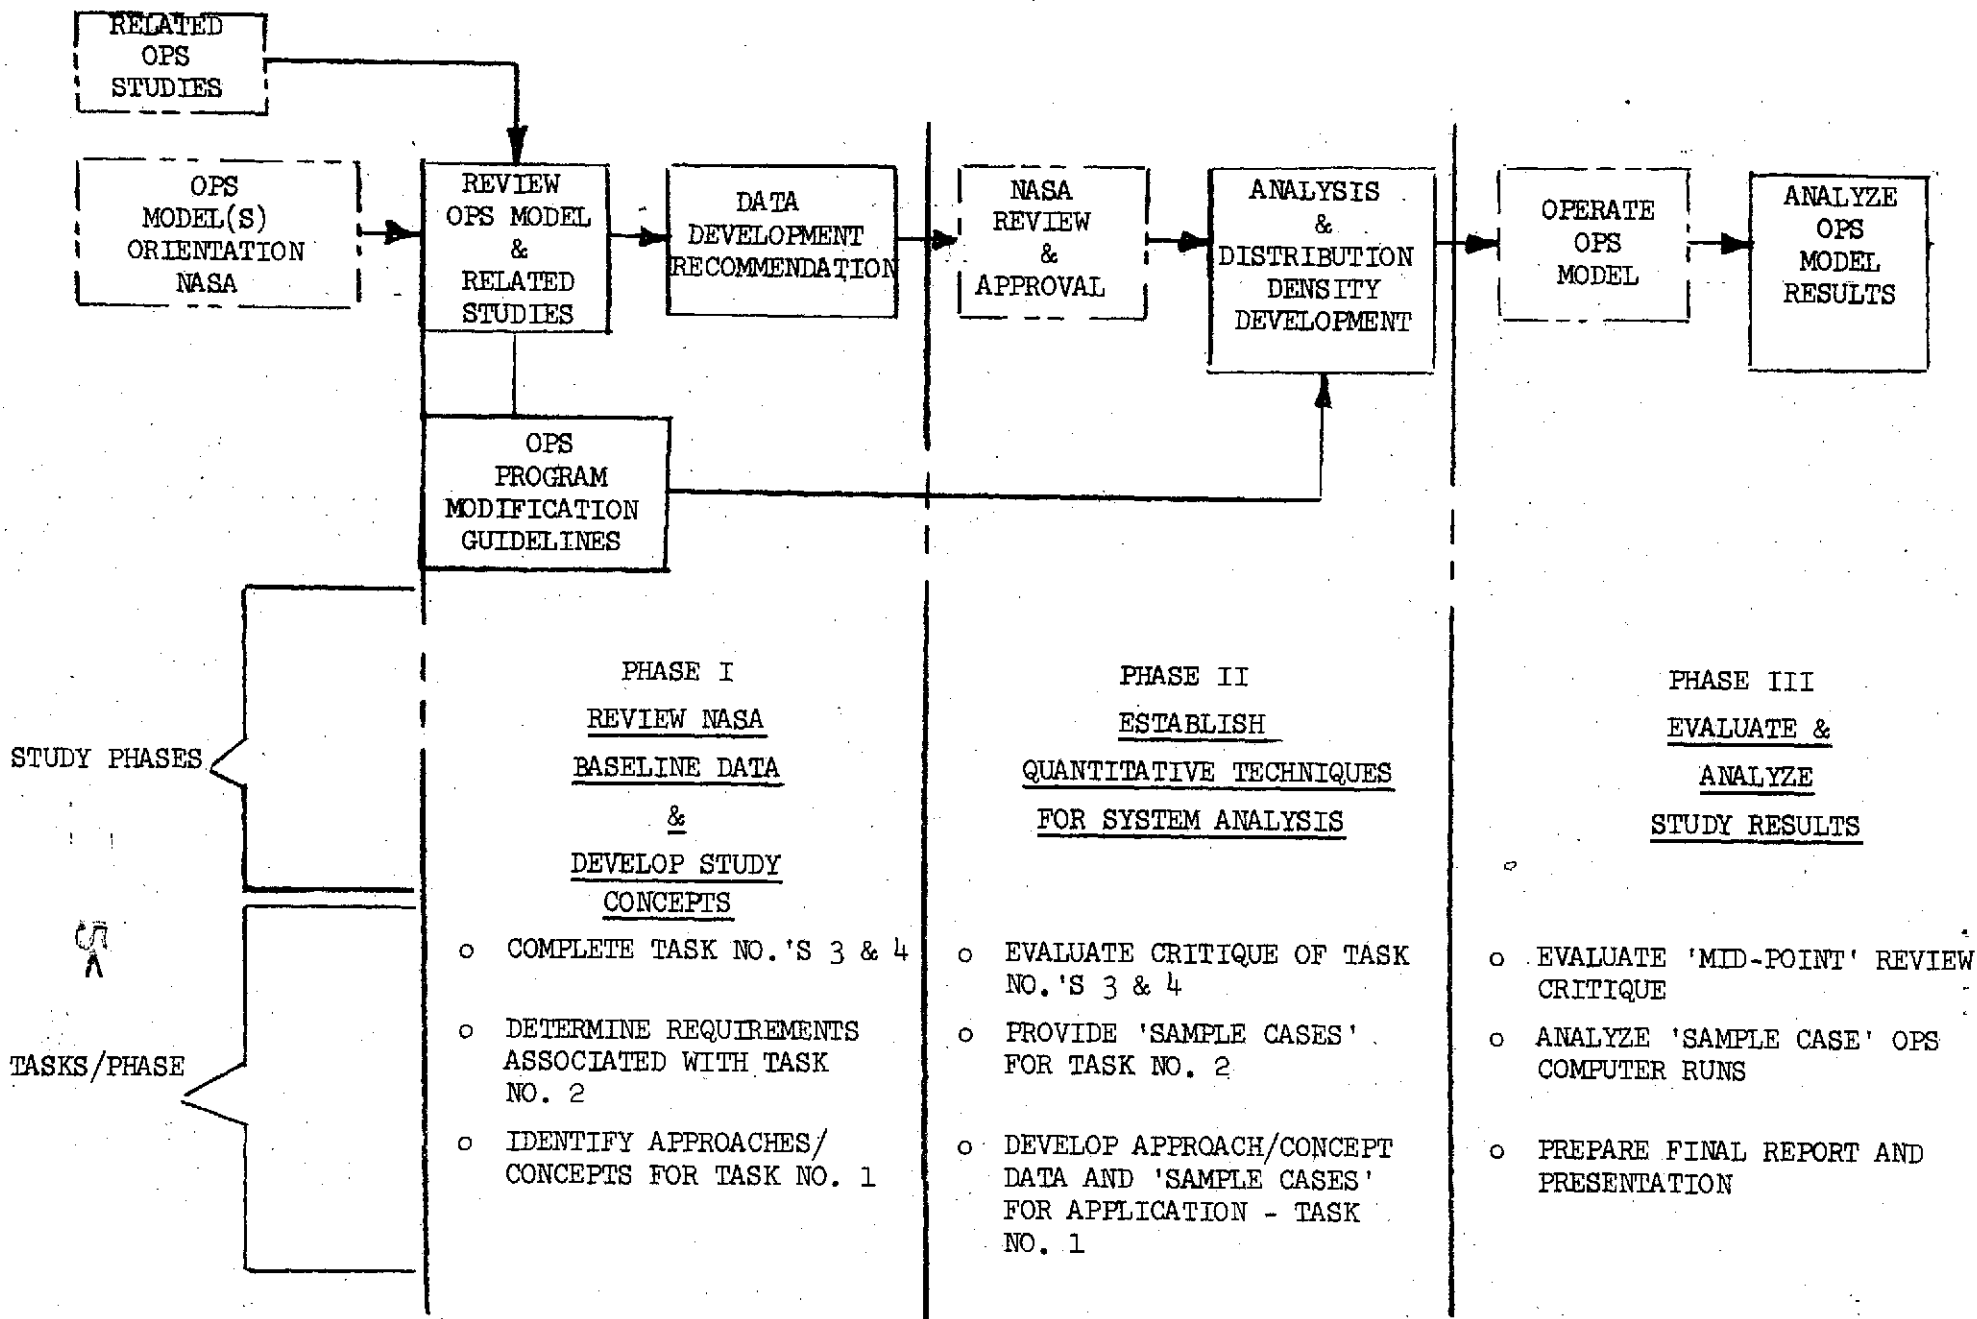 RELATED
OPS
STUDIES
OPS
MODEL(S)
ORIENTATION
NASA
REVIEW
OPS MODEL
&
RELATED
STUDIES
DATA
DEVELOPMENT
RECOMMENDATION
NASA
REVIEW
&
APPROVAL
ANALYSIS
&
DISTRIBUTION
DENSITY
DEVELOPMENT
OPERATE
OPS
MODEL
ANALYZE
OPS
MODEL
RESULTS
OPS
PROGRAM
MODIFICATION
GUIDELINES
STUDY PHASES
PHASE I
REVIEW NASA
BASELINE DATA
&
DEVELOP STUDY
CONCEPTS
PHASE II
ESTABLISH
QUANTITATIVE TECHNIQUES
FOR SYSTEM ANALYSIS
PHASE III
EVALUATE &
ANALYZE
STUDY RESULTS
TASKS/PHASE
o COMPLETE TASK NO.'S 3 & 4
o DETERMINE REQUIREMENTS
ASSOCIATED WITH TASK
NO. 2
o IDENTIFY APPROACHES/
CONCEPTS FOR TASK NO. 1
o EVALUATE CRITIQUE OF TASK
NO.'S 3 & 4
o PROVIDE 'SAMPLE CASES'
FOR TASK NO. 2
o DEVELOP APPROACH/CONCEPT
DATA AND 'SAMPLE CASES'
FOR APPLICATION - TASK
NO. 1
o EVALUATE 'MID-POINT' REVIEW
CRITIQUE
o ANALYZE 'SAMPLE CASE' OPS
COMPUTER RUNS
o PREPARE FINAL REPORT AND
PRESENTATION